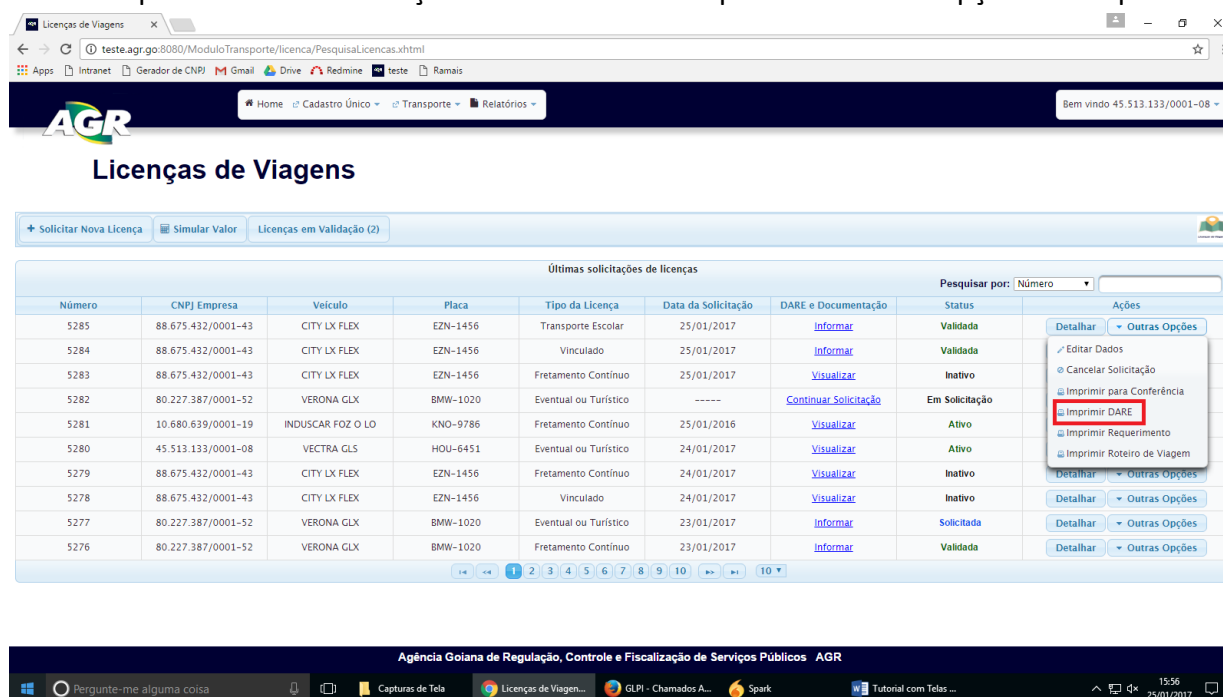 Licenças de Viagens
teste.agr.go:8080/ModuloTransporte/licenca/PesquisaLicencas.xhtml
Apps Intranet Gerador de CNPJ Gmail Drive Redmine teste Ramais
AGR
Home Cadastro Único Transporte Relatórios
Bem vindo 45.513.133/0001-08
Licenças de Viagens
+ Solicitar Nova Licença Simular Valor Licenças em Validação (2)
Últimas solicitações de licenças
Pesquisar por: Número
Número CNPJ Empresa Veículo Placa Tipo da Licença Data da Solicitação DARE e Documentação Status Ações
5285 88.675.432/0001-43 CITY LX FLEX EZN-1456 Transporte Escolar 25/01/2017 Informar Validada Detalhar Outras Opções
5284 88.675.432/0001-43 CITY LX FLEX EZN-1456 Vinculado 25/01/2017 Informar Validada
5283 88.675.432/0001-43 CITY LX FLEX EZN-1456 Fretamento Contínuo 25/01/2017 Visualizar Inativo
5282 80.227.387/0001-52 VERONA GLX BMW-1020 Eventual ou Turístico ----- Continuar Solicitação Em Solicitação
5281 10.680.639/0001-19 INDUSCAR FOZ O LO KNO-9786 Fretamento Contínuo 25/01/2016 Visualizar Ativo
5280 45.513.133/0001-08 VECTRA GLS HOU-6451 Eventual ou Turístico 24/01/2017 Visualizar Ativo
Editar Dados
Cancelar Solicitação
Imprimir para Conferência
Imprimir DARE
Imprimir Requerimento
Imprimir Roteiro de Viagem
5279 88.675.432/0001-43 CITY LX FLEX EZN-1456 Fretamento Contínuo 24/01/2017 Visualizar Inativo Detalhar Outras Opções
5278 88.675.432/0001-43 CITY LX FLEX EZN-1456 Vinculado 24/01/2017 Visualizar Inativo Detalhar Outras Opções
5277 80.227.387/0001-52 VERONA GLX BMW-1020 Eventual ou Turístico 23/01/2017 Informar Solicitada Detalhar Outras Opções
5276 80.227.387/0001-52 VERONA GLX BMW-1020 Fretamento Contínuo 23/01/2017 Informar Validada Detalhar Outras Opções
1 2 3 4 5 6 7 8 9 10 10
Agência Goiana de Regulação, Controle e Fiscalização de Serviços Públicos AGR
Pergunte-me alguma coisa Capturas de Tela Licenças de Viagen... GLPI - Chamados A... Spark Tutorial com Telas ... 15:56
25/01/2017